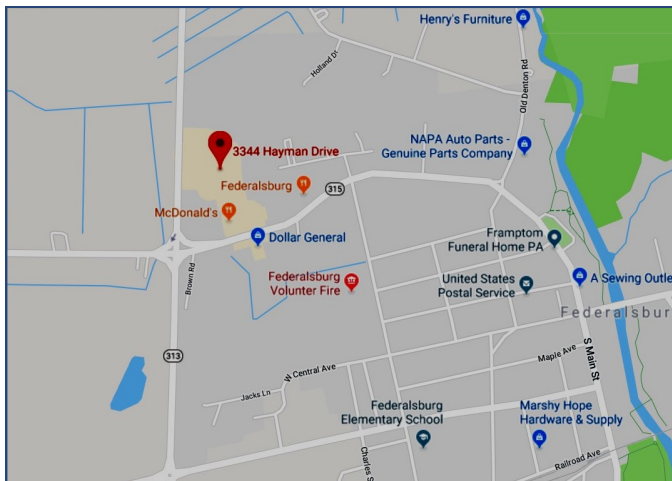 Henry's Furniture
Holland Dr
Old Denton Rd
NAPA Auto Parts -
Genuine Parts Company
3344 Hayman Drive
Federalsburg
315
McDonald's
Dollar General
Framptom
Funeral Home PA
Brown Rd
Federalsburg
Volunter Fire
United States
Postal Service
A Sewing Outle
Federalsbur
313
S Main St
Maple Ave
W Central Ave
Jacks Ln
Federalsburg
Elementary School
Marshy Hope
Hardware & Supply
Charles S
Railroad Ave